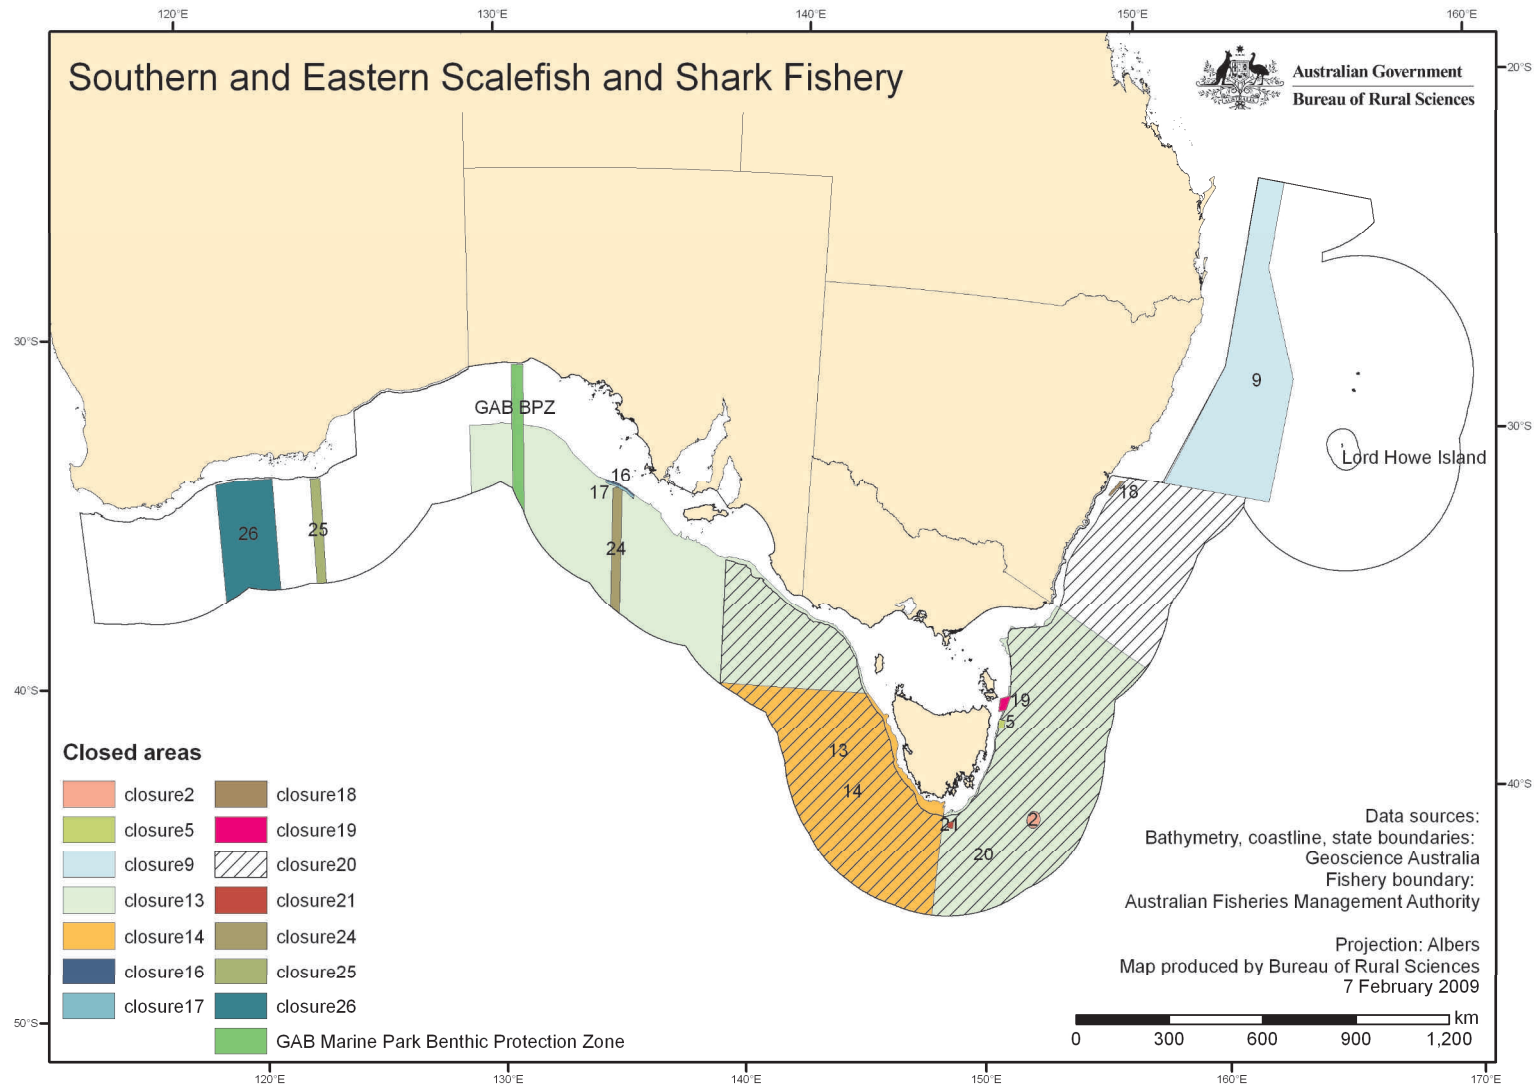 120°E 130°E 140°E 150°E 160°E
Southern and Eastern Scalefish and Shark Fishery
Australian Government
Bureau of Rural Sciences
20°S
30°S
30°S
9
GAB BPZ
Lord Howe Island
16
17
18
26
25
24
40°S
19
5
13
14
21
2
20
40°S
Closed areas
closure2
closure5
closure9
closure13
closure14
closure16
closure17
closure18
closure19
closure20
closure21
closure24
closure25
closure26
GAB Marine Park Benthic Protection Zone
Data sources:
Bathymetry, coastline, state boundaries:
Geoscience Australia
Fishery boundary:
Australian Fisheries Management Authority
Projection: Albers
Map produced by Bureau of Rural Sciences
7 February 2009
km
0 300 600 900 1,200
50°S
120°E 130°E 140°E 150°E 160°E 170°E